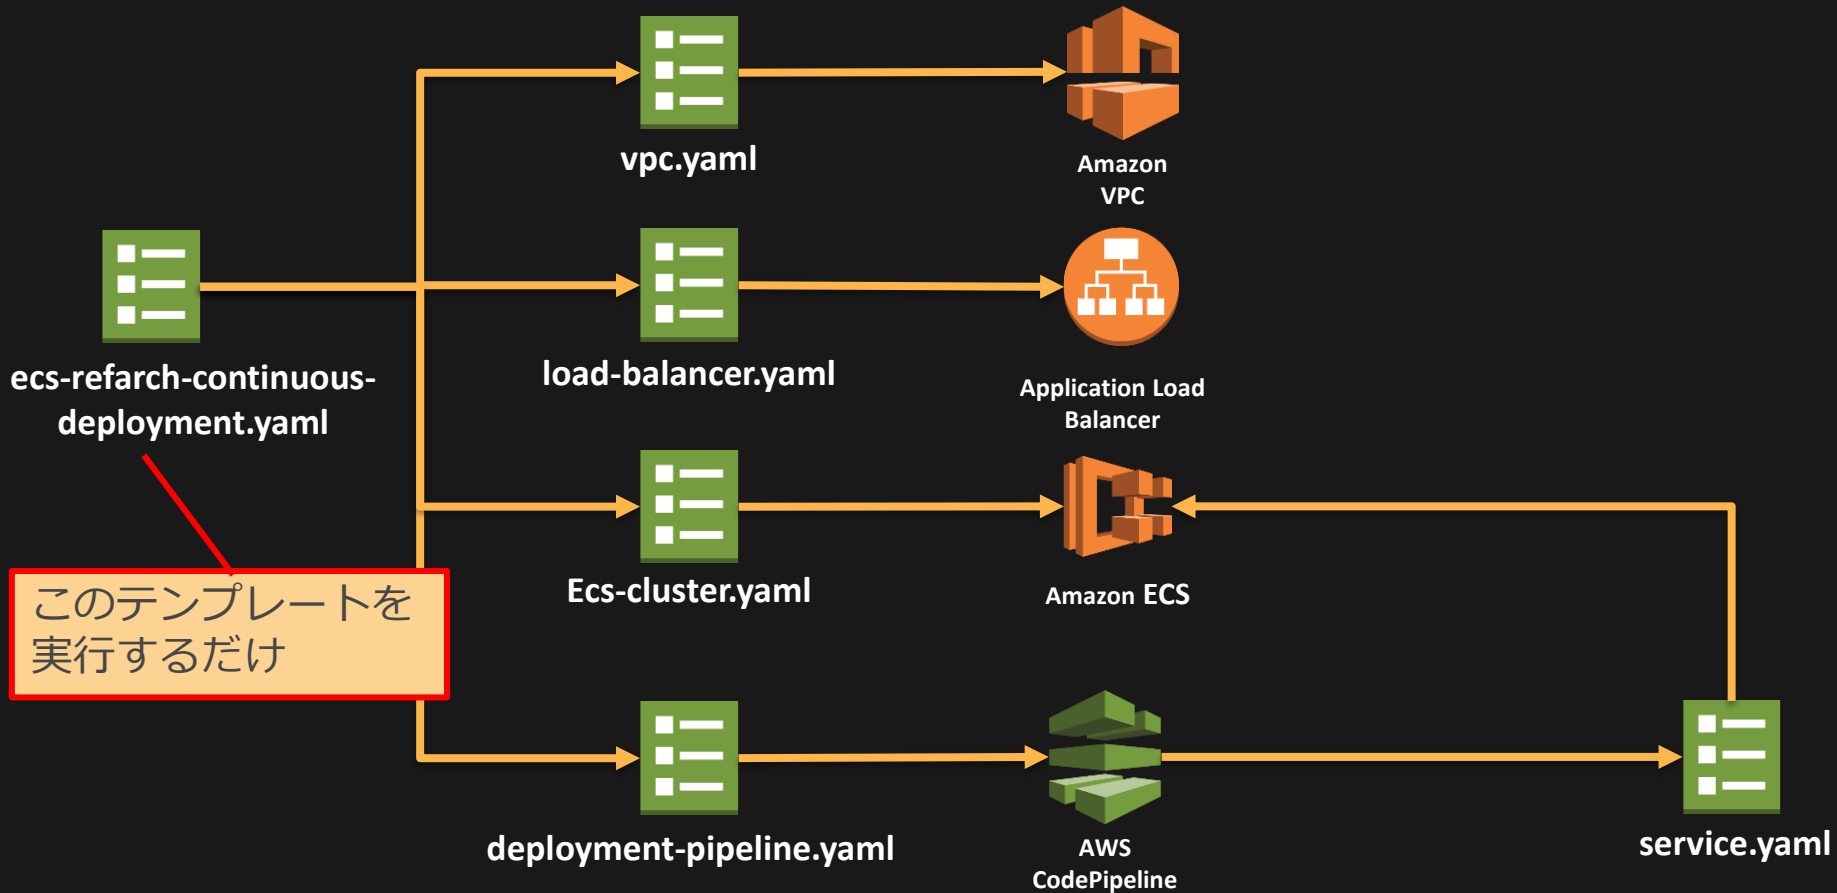 vpc.yaml
Amazon
VPC
ecs-refarch-continuous-
deployment.yaml
load-balancer.yaml
Application Load
Balancer
このテンプレートを
実行するだけ
Ecs-cluster.yaml
Amazon ECS
deployment-pipeline.yaml
AWS
CodePipeline
service.yaml